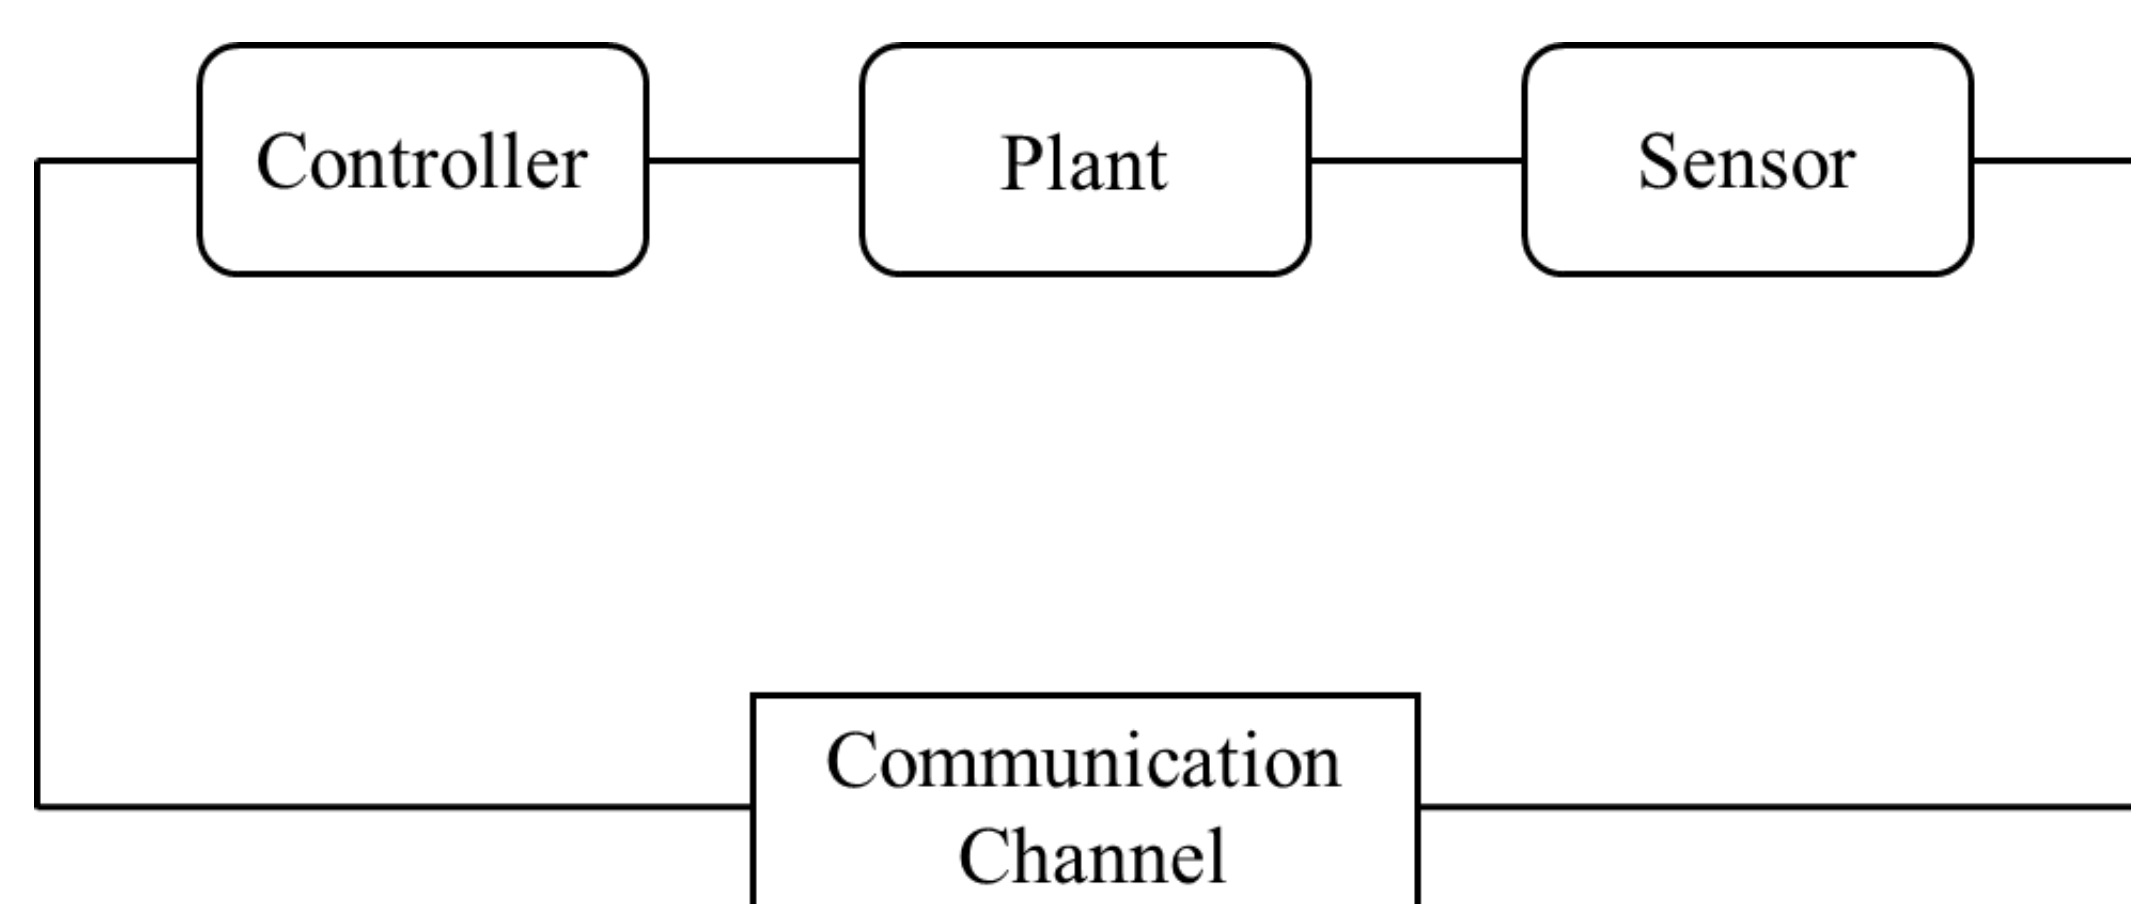 Controller
Plant
Sensor
Communication
Channel